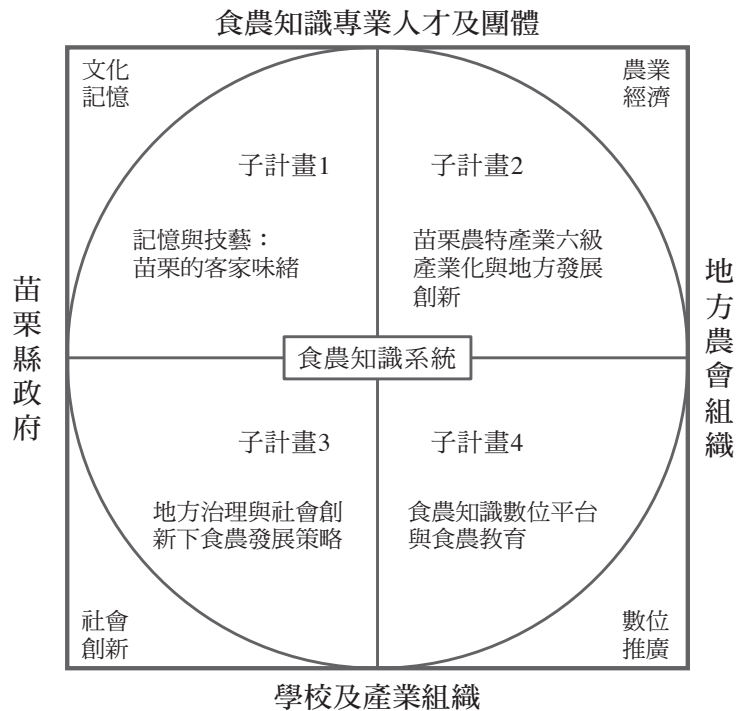 食農知識專業人才及團體
文化
記憶
農業
經濟
子計畫1
子計畫2
記憶與技藝：
苗栗的客家味緒
苗栗農特產業六級
產業化與地方發展
創新
苗栗縣政府
地方農會組織
食農知識系統
子計畫3
子計畫4
地方治理與社會創
新下食農發展策略
食農知識數位平台
與食農教育
社會
創新
數位
推廣
學校及產業組織